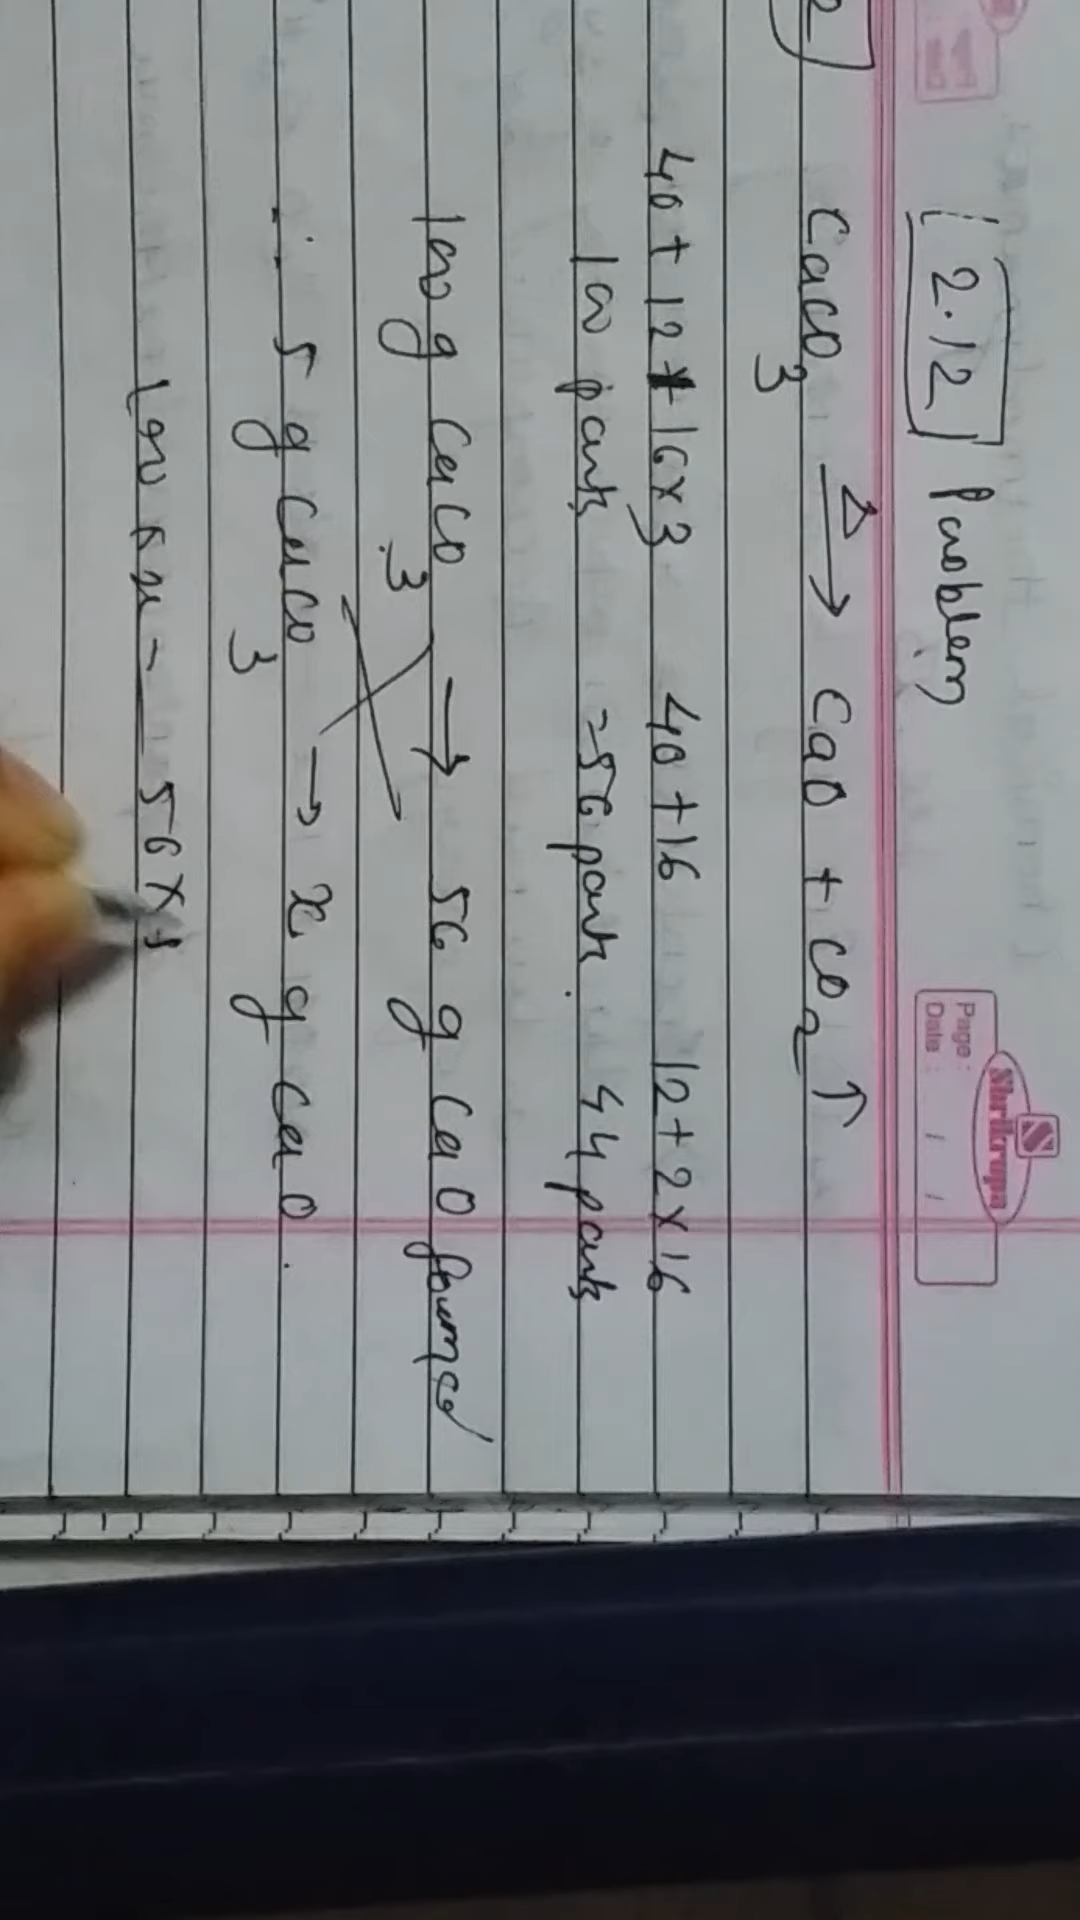 Shrikrupa
Page :
Date : / /
2.12 Problem
CaCO3 △→ CaO + CO2 ↑
40 + 12 + 16×3 40 + 16 12 + 2×16
100 parts = 56 parts . 44 parts
100 g CaCO3 → 56 g CaO formed
∴ 5 g CaCO3 → x g CaO .
100 × x = 56 ×